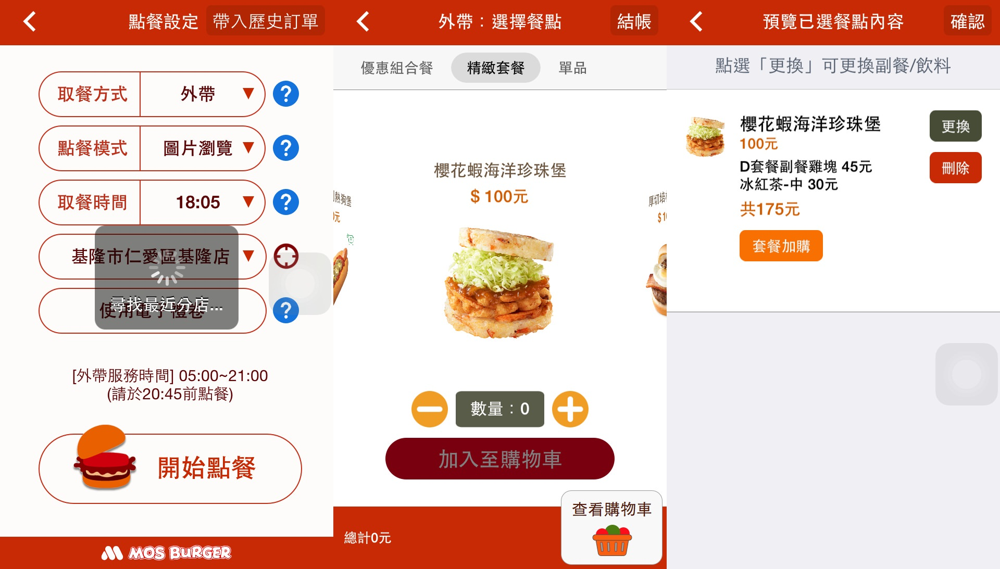 點餐設定
帶入歷史訂單
取餐方式
外帶
點餐模式
圖片瀏覽
取餐時間
18:05
基隆市仁愛區基隆店
尋找最近分店...
使用電子禮卷
[外帶服務時間] 05:00~21:00
(請於20:45前點餐)
開始點餐
MOS BURGER
外帶：選擇餐點
結帳
優惠組合餐
精緻套餐
單品
櫻花蝦海洋珍珠堡
$ 100元
熱狗堡
元
厚切培
$ 1
數量：0
加入至購物車
查看購物車
總計0元
預覽已選餐點內容
確認
點選「更換」可更換副餐/飲料
櫻花蝦海洋珍珠堡
100元
D套餐副餐雞塊 45元
冰紅茶-中 30元
共175元
套餐加購
更換
刪除